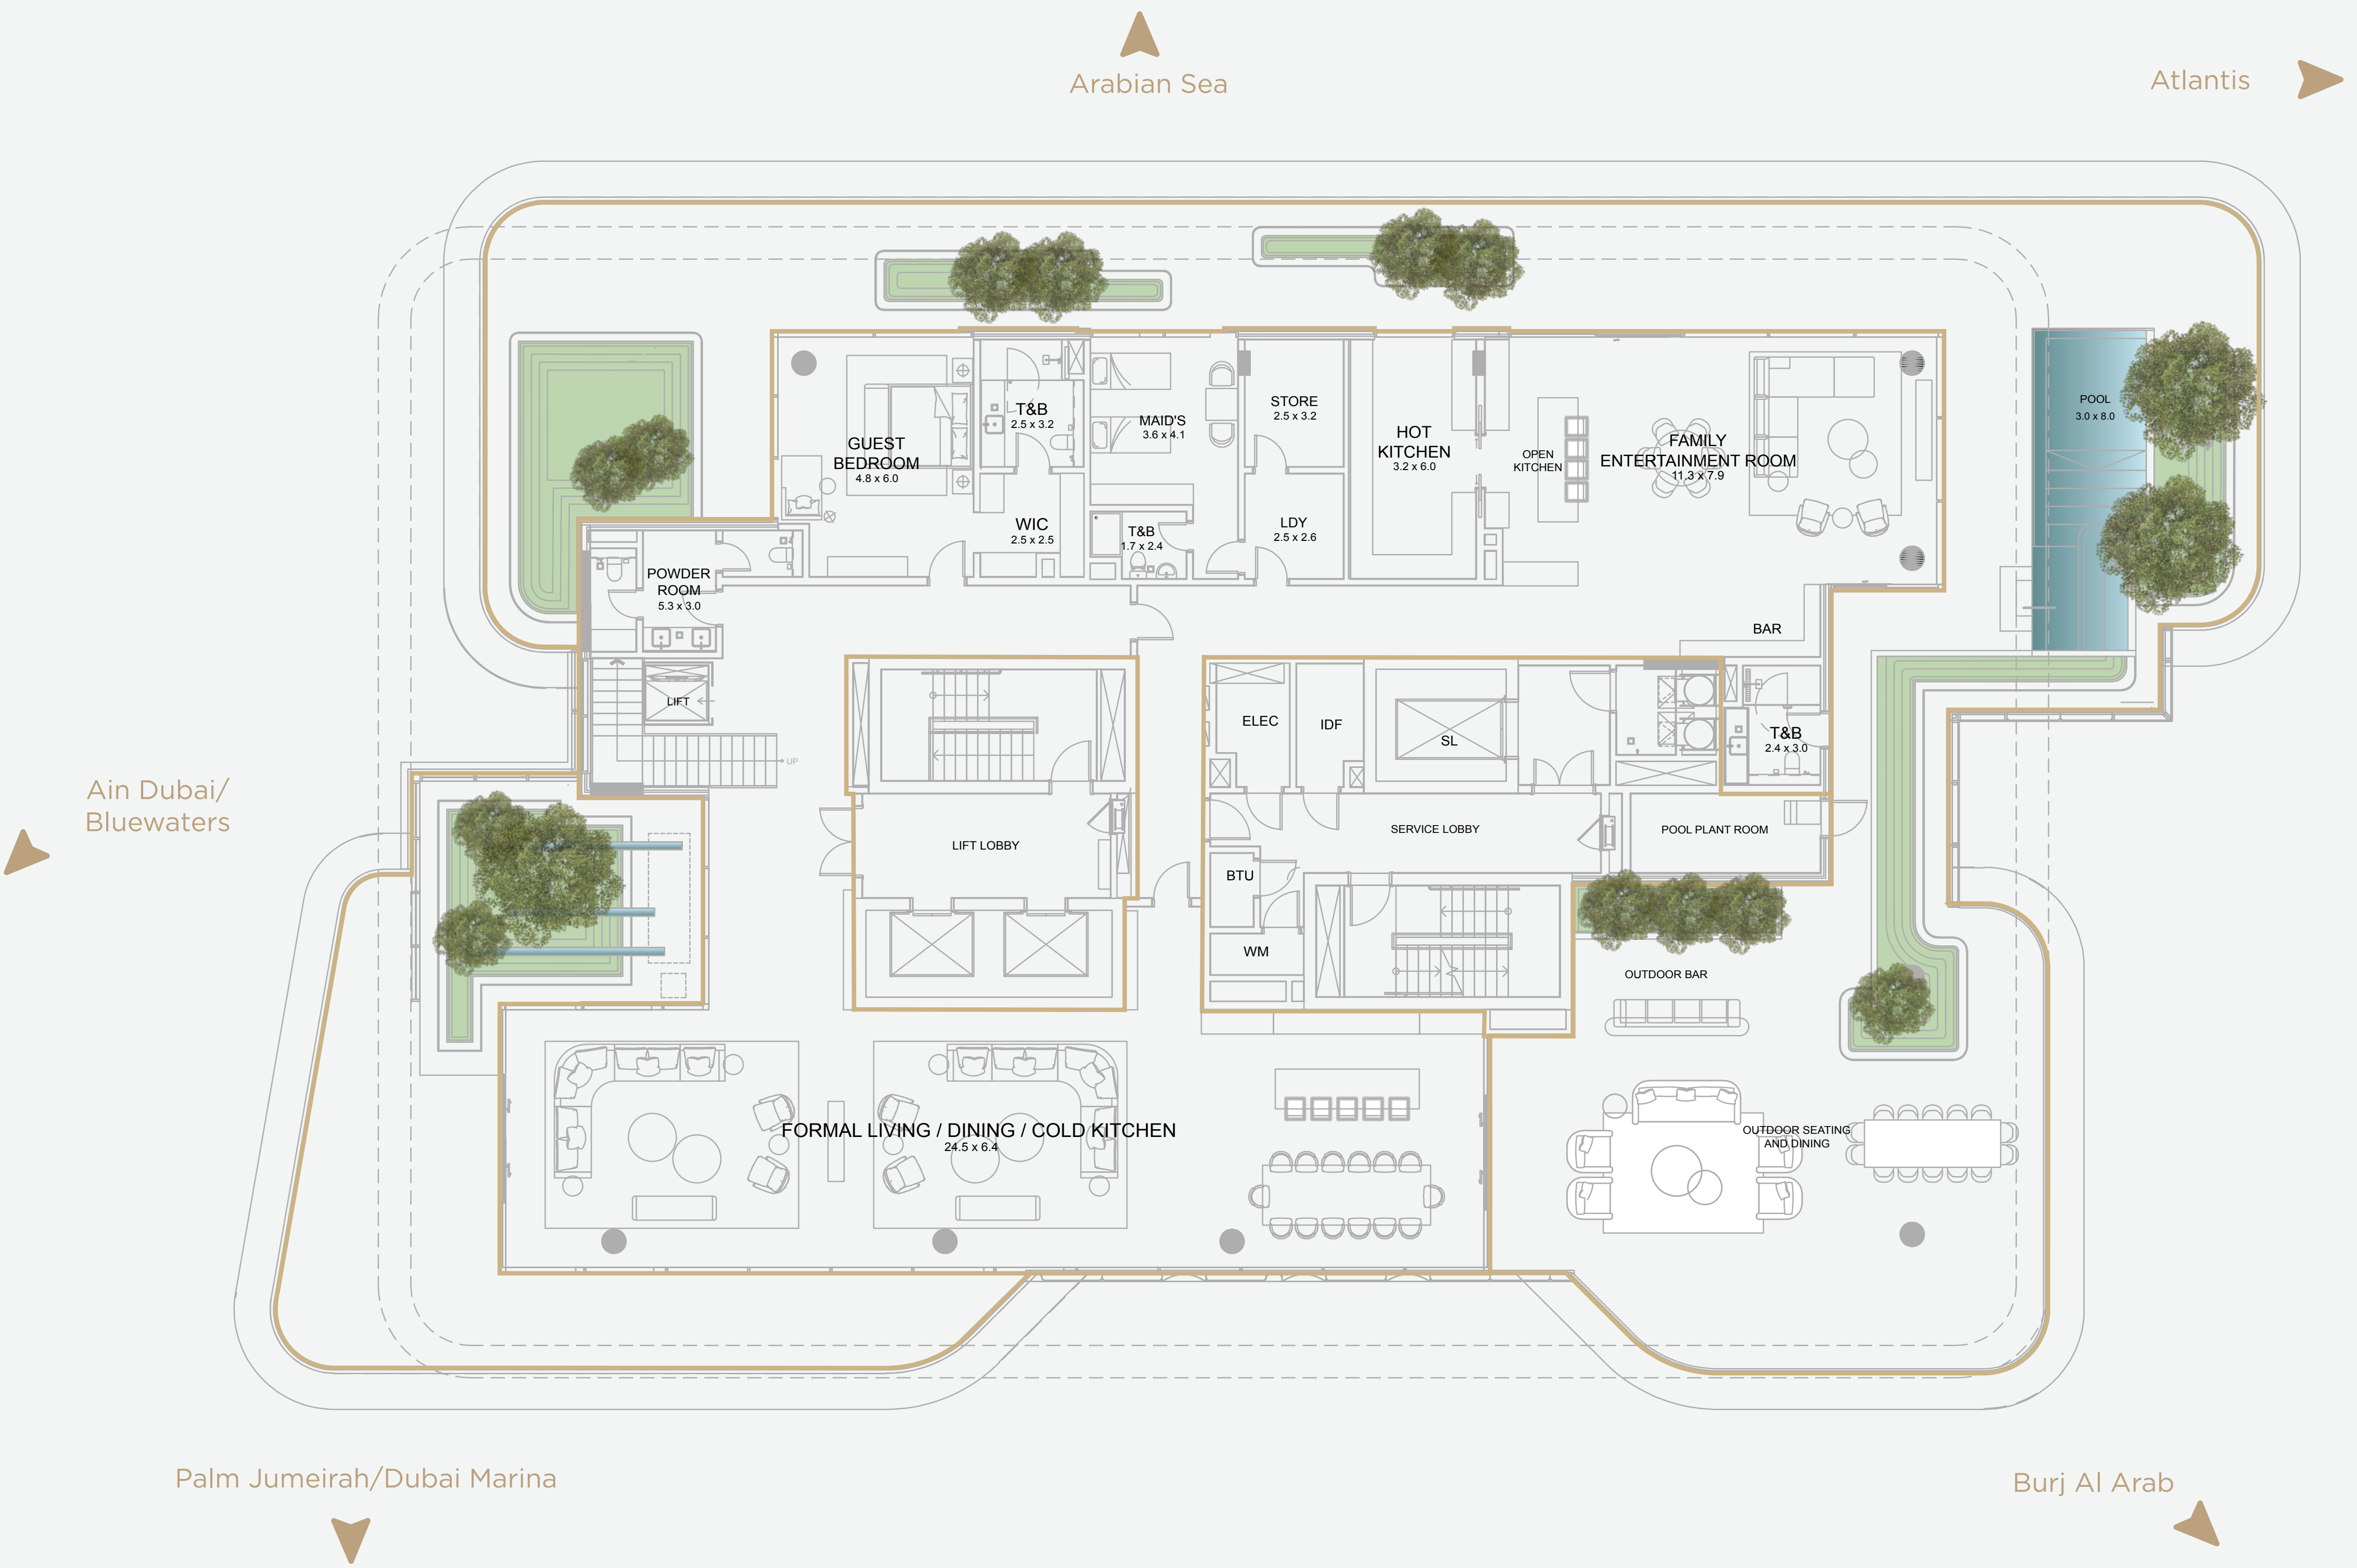 Arabian Sea
Atlantis
POOL
3.0 x 8.0
GUEST
BEDROOM
4.8 x 6.0
T&B
2.5 x 3.2
WIC
2.5 x 2.5
MAID'S
3.6 x 4.1
T&B
1.7 x 2.4
STORE
2.5 x 3.2
LDY
2.5 x 2.6
HOT
KITCHEN
3.2 x 6.0
OPEN
KITCHEN
FAMILY
ENTERTAINMENT ROOM
11.3 x 7.9
POWDER
ROOM
5.3 x 3.0
BAR
LIFT
UP
ELEC
IDF
SL
T&B
2.4 x 3.0
Ain Dubai/
Bluewaters
LIFT LOBBY
SERVICE LOBBY
POOL PLANT ROOM
BTU
WM
OUTDOOR BAR
FORMAL LIVING / DINING / COLD KITCHEN
24.5 x 6.4
OUTDOOR SEATING
AND DINING
Palm Jumeirah/Dubai Marina
Burj Al Arab